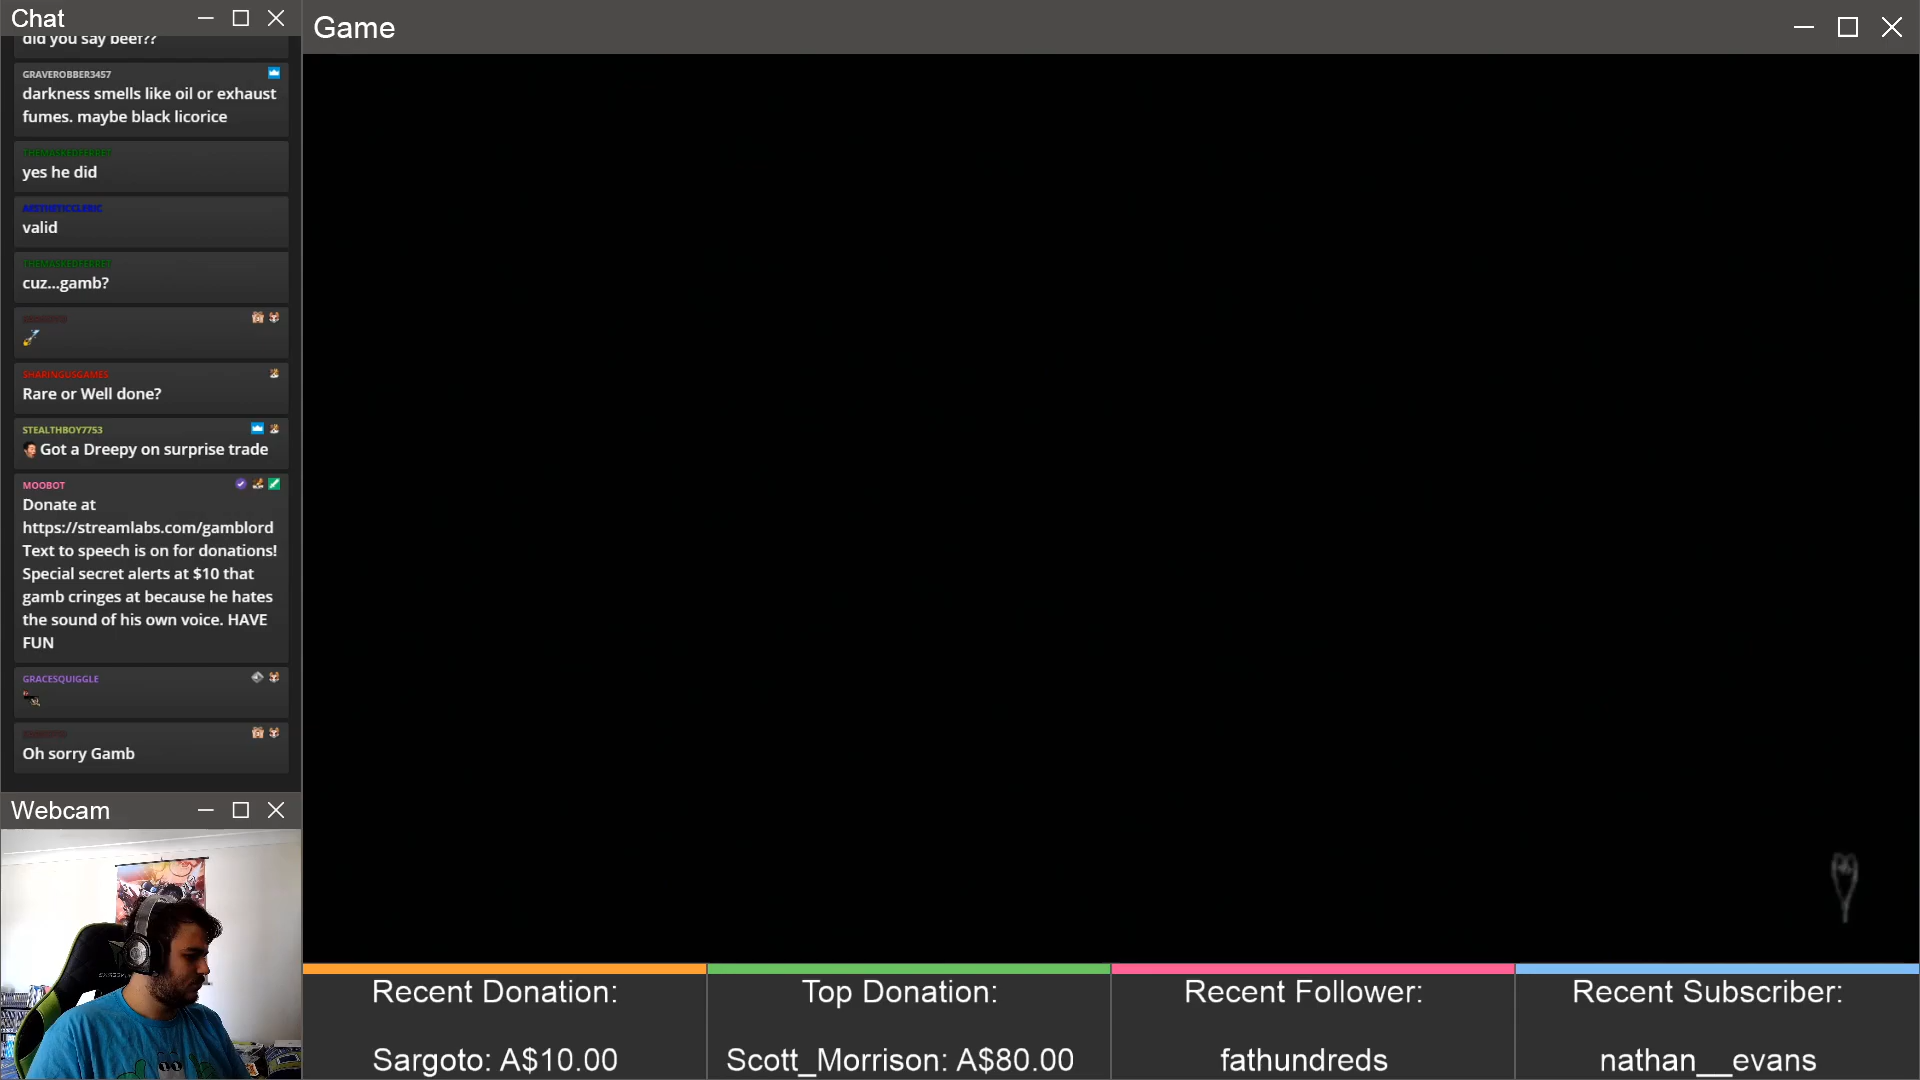 Chat
did you say beef??
GRAVEROBBER3457
darkness smells like oil or exhaust
fumes. maybe black licorice
THEMASKEDFERRET
yes he did
AESTHETICCLERIC
valid
THEMASKEDFERRET
cuz...gamb?
SHARINGUSGAMES
Rare or Well done?
STEALTHBOY7753
Got a Dreepy on surprise trade
MOOBOT
Donate at
https://streamlabs.com/gamblord
Text to speech is on for donations!
Special secret alerts at $10 that
gamb cringes at because he hates
the sound of his own voice. HAVE
FUN
GRACESQUIGGLE
Oh sorry Gamb
Webcam
Game
Recent Donation:
Sargoto: A$10.00
Top Donation:
Scott_Morrison: A$80.00
Recent Follower:
fathundreds
Recent Subscriber:
nathan__evans